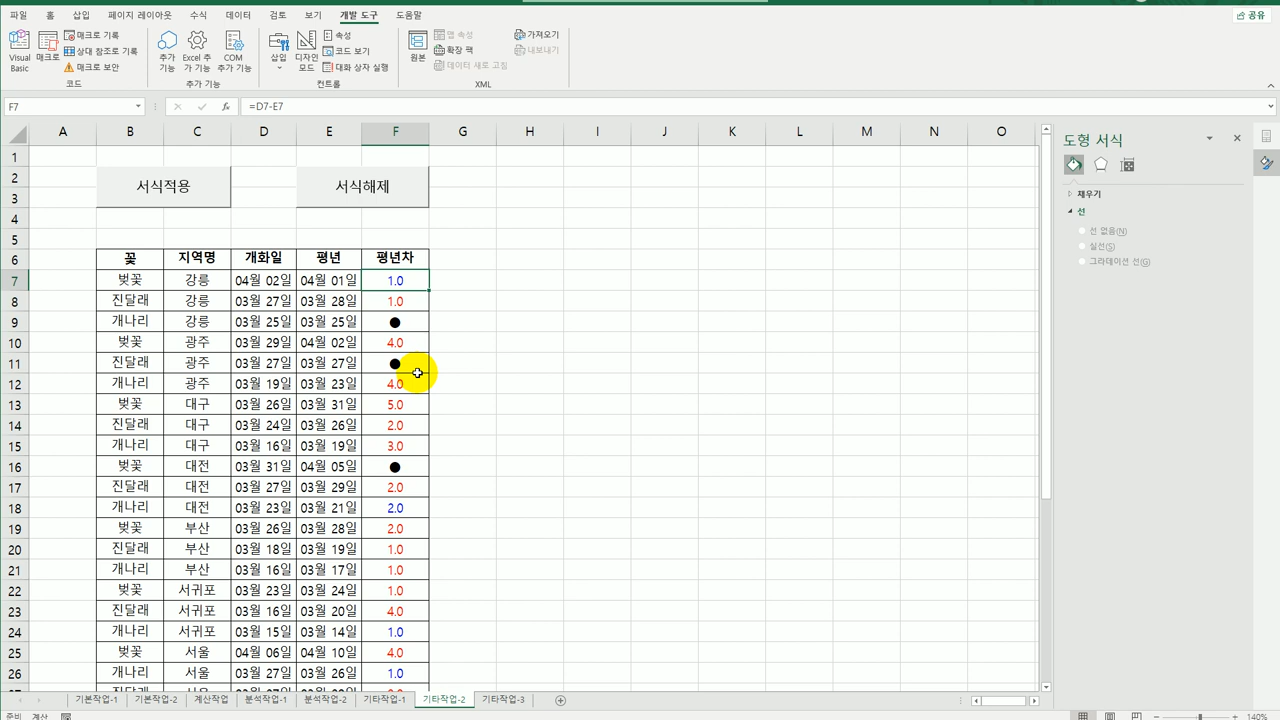 파일 홈 삽입 페이지 레이아웃 수식 데이터 검토 보기 개발 도구 도움말 공유
Visual Basic 매크로 매크로 기록 상대 참조로 기록 매크로 보안 코드
추가 기능 Excel 추가 기능 COM 추가 기능 추가 기능
삽입 디자인 모드 속성 코드 보기 대화 상자 실행 컨트롤
원본 맵 속성 확장 팩 데이터 새로 고침 가져오기 내보내기 XML
F7 fx =D7-E7
A B C D E F G H I J K L M N O
1
2 서식적용 서식해제
3
4
5
6 꽃 지역명 개화일 평년 평년차
7 벚꽃 강릉 04월 02일 04월 01일 1.0
8 진달래 강릉 03월 27일 03월 28일 1.0
9 개나리 강릉 03월 25일 03월 25일 ●
10 벚꽃 광주 03월 29일 04월 02일 4.0
11 진달래 광주 03월 27일 03월 27일 ●
12 개나리 광주 03월 19일 03월 23일 4.0
13 벚꽃 대구 03월 26일 03월 31일 5.0
14 진달래 대구 03월 24일 03월 26일 2.0
15 개나리 대구 03월 16일 03월 19일 3.0
16 벚꽃 대전 03월 31일 04월 05일 ●
17 진달래 대전 03월 27일 03월 29일 2.0
18 개나리 대전 03월 23일 03월 21일 2.0
19 벚꽃 부산 03월 26일 03월 28일 2.0
20 진달래 부산 03월 18일 03월 19일 1.0
21 개나리 부산 03월 16일 03월 17일 1.0
22 벚꽃 서귀포 03월 23일 03월 24일 1.0
23 진달래 서귀포 03월 16일 03월 20일 4.0
24 개나리 서귀포 03월 15일 03월 14일 1.0
25 벚꽃 서울 04월 06일 04월 10일 4.0
26 개나리 서울 03월 27일 03월 26일 1.0
도형 서식
채우기
선
선 없음(N)
실선(S)
그라데이션 선(G)
기본작업-1 기본작업-2 계산작업 분석작업-1 분석작업-2 기타작업-1 기타작업-2 기타작업-3
준비 계산 140%